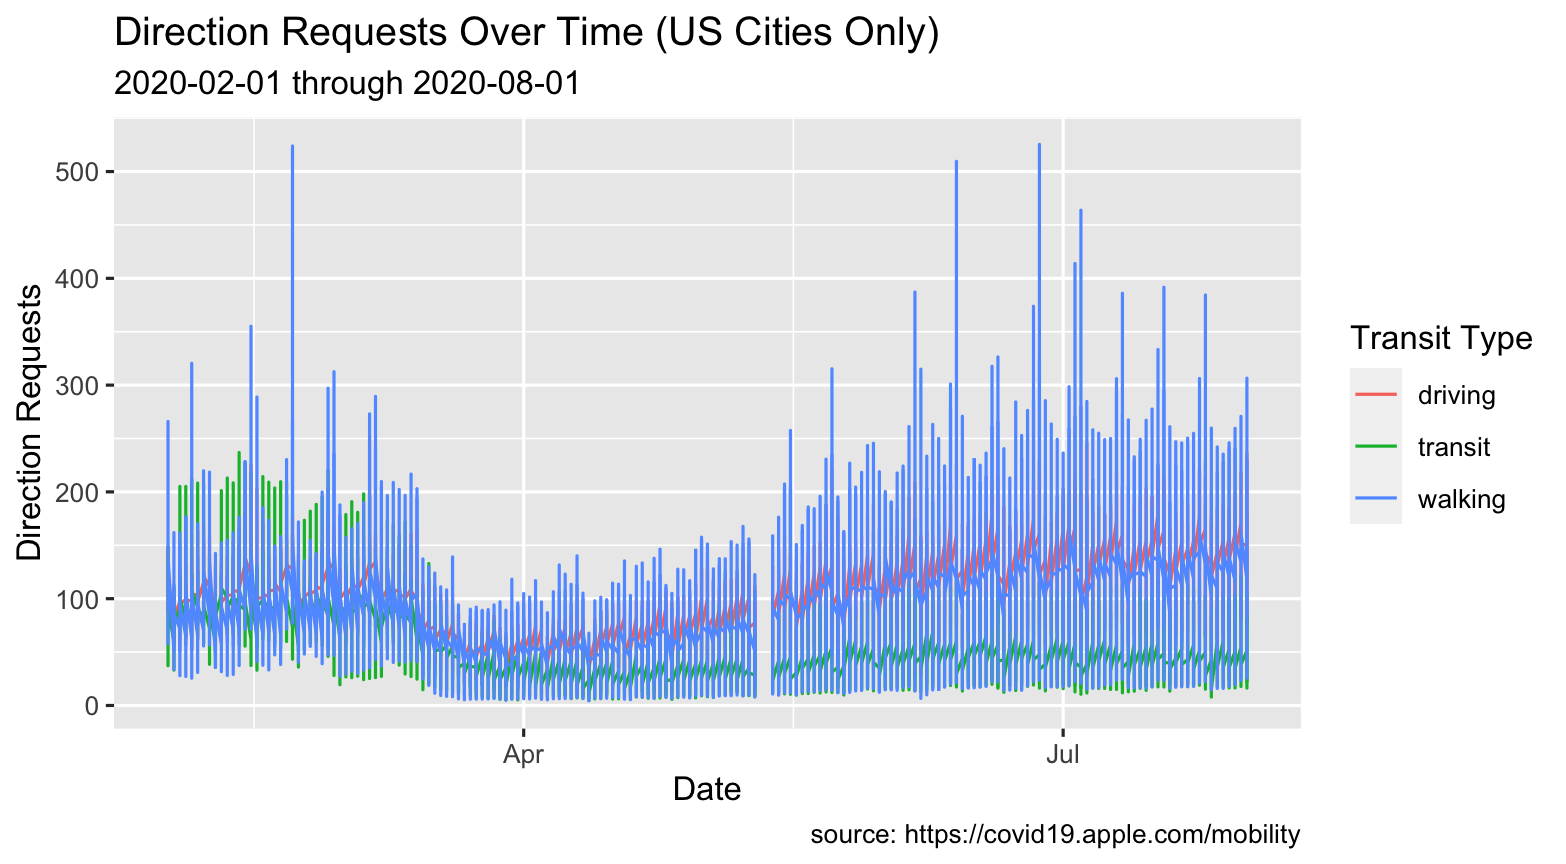 Direction Requests Over Time (US Cities Only)
2020-02-01 through 2020-08-01
500
400
300
200
100
0
Direction Requests
Apr
Jul
Date
Transit Type
driving
transit
walking
source: https://covid19.apple.com/mobility